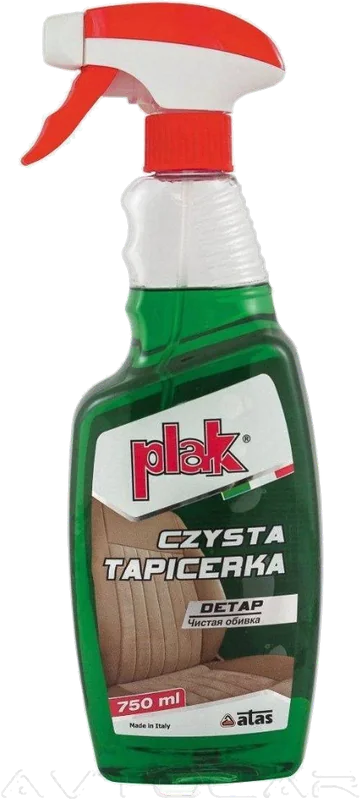 plak®
CZYSTA
TAPICERKA
DETAP
Чистая обивка
750 ml
Made in Italy
atas
AVTOCAR